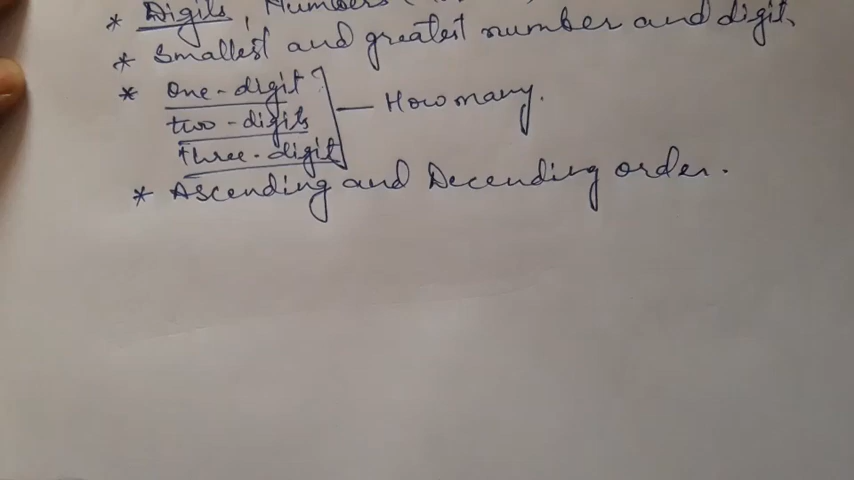 * Digits, Numbers (
* Smallest and greatest number and digit.
* One-digit
two-digits — How many.
three-digit
* Ascending and Decending order.